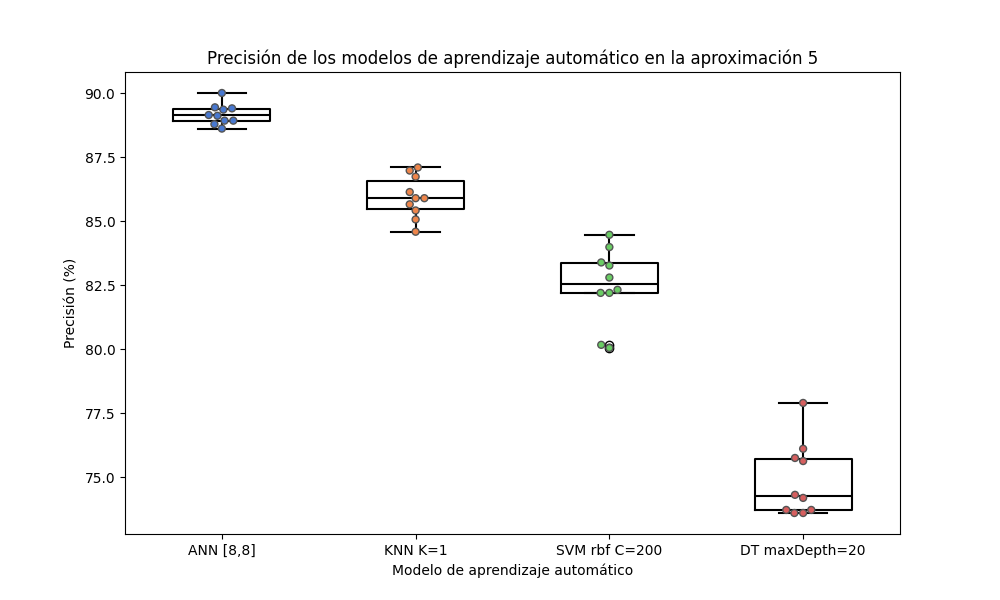 Precisión de los modelos de aprendizaje automático en la aproximación 5
Precisión (%)
90.0
87.5
85.0
82.5
80.0
77.5
75.0
ANN [8,8]
KNN K=1
SVM rbf C=200
DT maxDepth=20
Modelo de aprendizaje automático